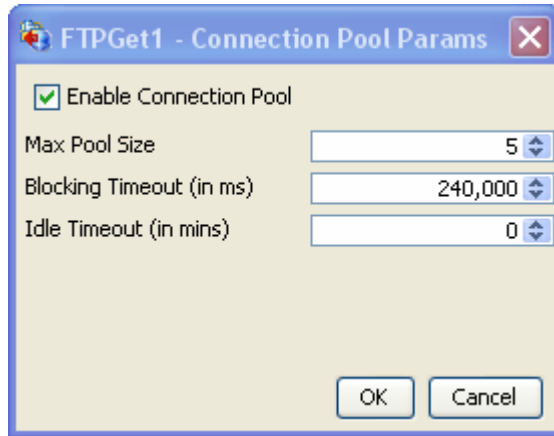 FTPGet1 - Connection Pool Params
Enable Connection Pool
Max Pool Size 5
Blocking Timeout (in ms) 240,000
Idle Timeout (in mins) 0
OK Cancel